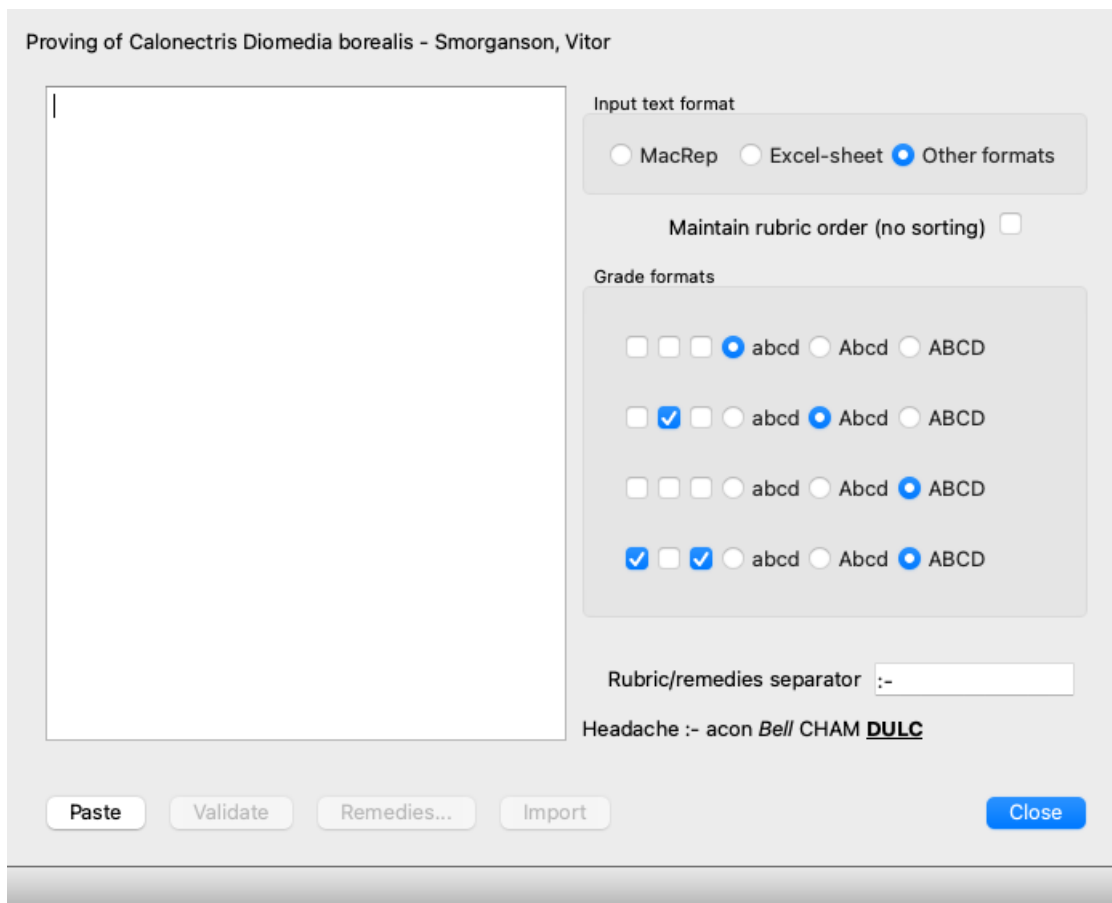 Proving of Calonectris Diomedia borealis - Smorganson, Vitor
Input text format
MacRep Excel-sheet Other formats
Maintain rubric order (no sorting)
Grade formats
abcd Abcd ABCD
abcd Abcd ABCD
abcd Abcd ABCD
abcd Abcd ABCD
Rubric/remedies separator :-
Headache :- acon Bell CHAM DULC
Paste Validate Remedies... Import Close